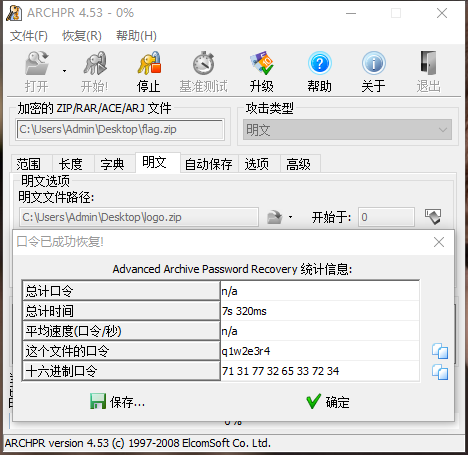 ARCHPR 4.53 - 0%
文件(F) 恢复(R) 帮助(H)
打开 开始! 停止 基准测试 升级 帮助 关于 退出
加密的 ZIP/RAR/ACE/ARJ 文件 攻击类型
C:\Users\Admin\Desktop\flag.zip 明文
范围 长度 字典 明文 自动保存 选项 高级
明文选项
明文文件路径:
C:\Users\Admin\Desktop\logo.zip 开始于: 0
口令已成功恢复!
Advanced Archive Password Recovery 统计信息:
总计口令 n/a
总计时间 7s 320ms
平均速度(口令/秒) n/a
这个文件的口令 q1w2e3r4
十六进制口令 71 31 77 32 65 33 72 34
保存... 确定
0%
ARCHPR version 4.53 (c) 1997-2008 ElcomSoft Co. Ltd.